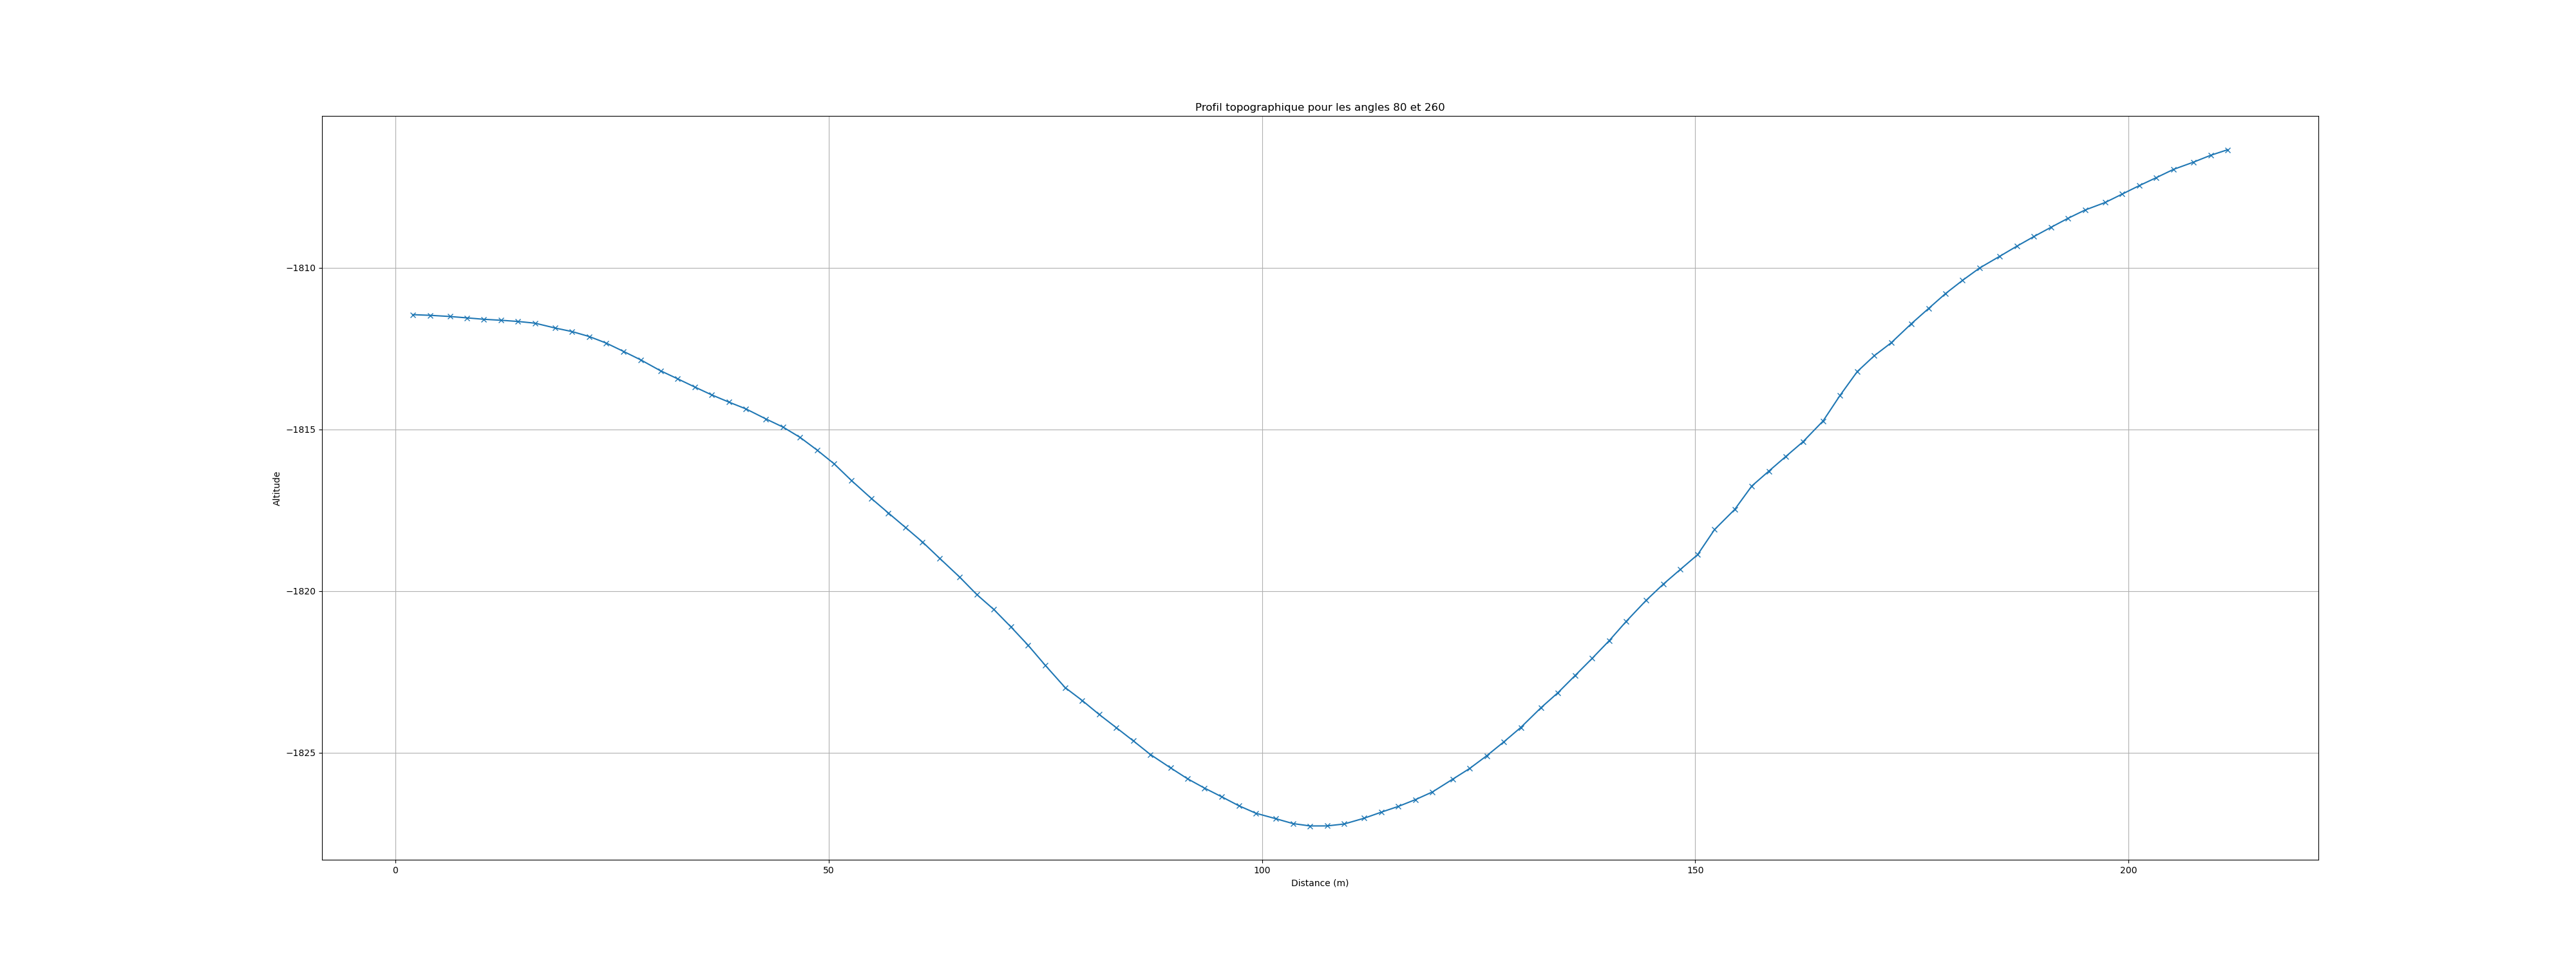 Profil topographique pour les angles 80 et 260
−1810
−1815
−1820
−1825
Altitude
0 50 100 150 200
Distance (m)